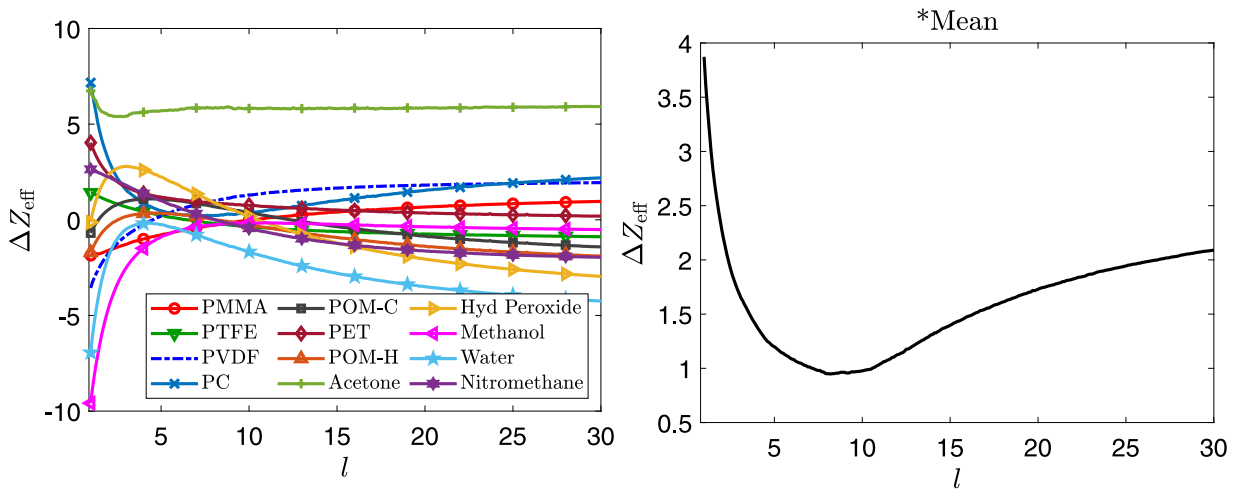 10
5
0
-5
-10
ΔZeff
5
10
15
20
25
30
l
PMMA
PTFE
PVDF
PC
POM-C
PET
POM-H
Acetone
Hyd Peroxide
Methanol
Water
Nitromethane
*Mean
4
3.5
3
2.5
2
1.5
1
0.5
ΔZeff
5
10
15
20
25
30
l